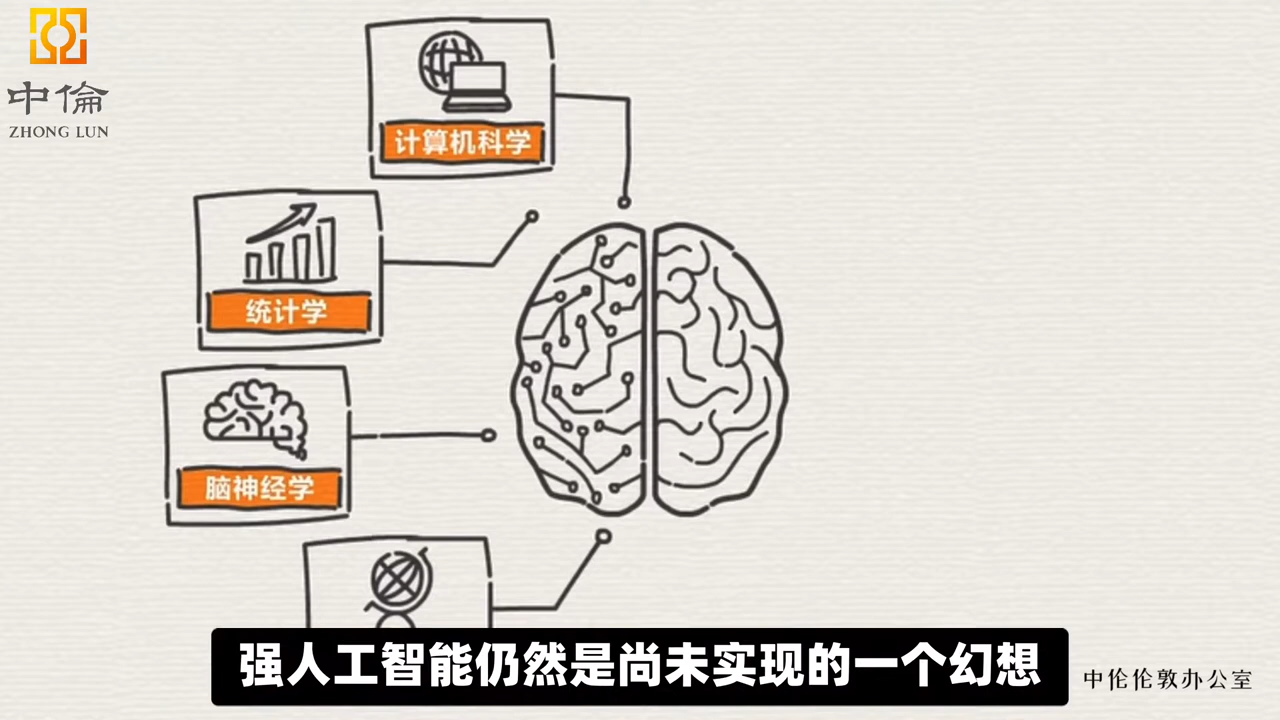 中倫
ZHONG LUN
计算机科学
统计学
脑神经学
强人工智能仍然是尚未实现的一个幻想
中伦伦敦办公室